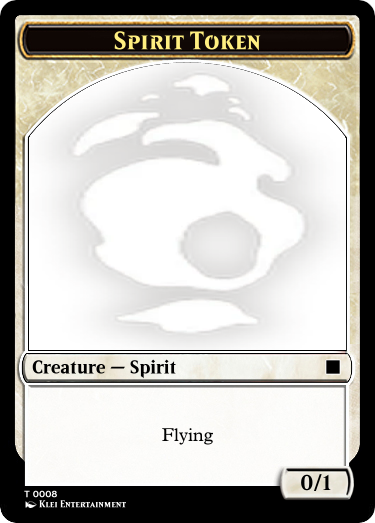 Spirit Token
Creature — Spirit
Flying
0/1
T 0008
Klei Entertainment